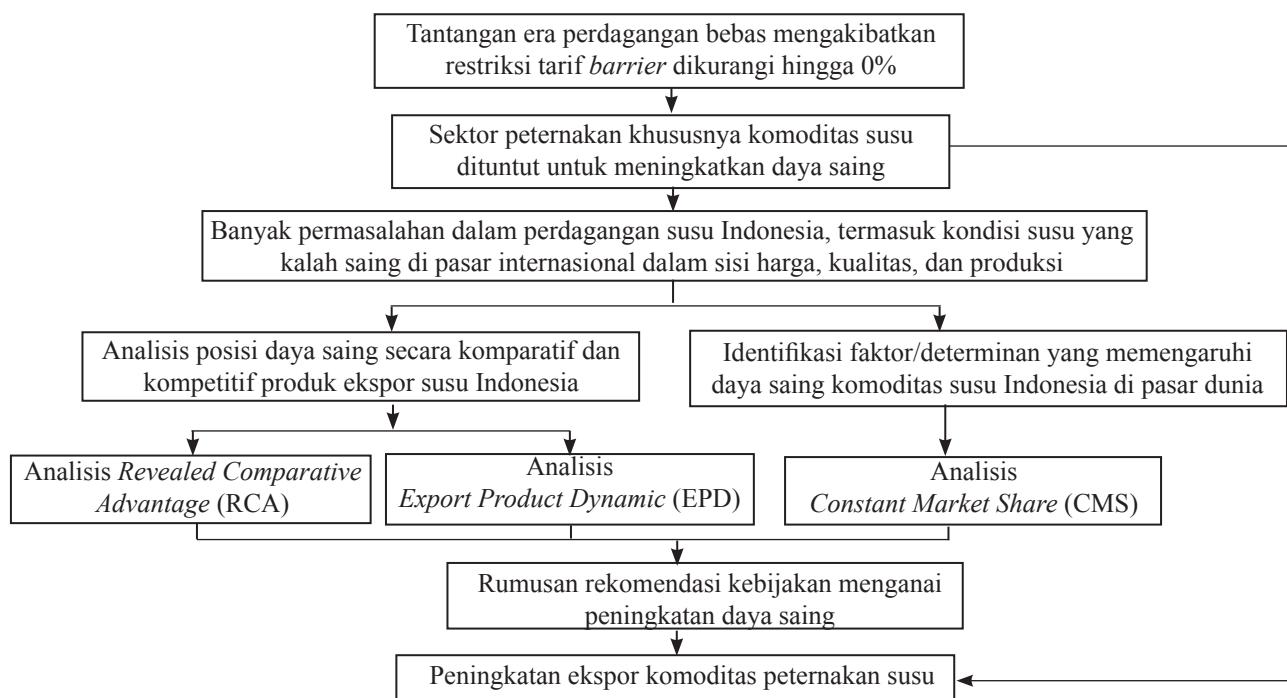 Tantangan era perdagangan bebas mengakibatkan
restriksi tarif barrier dikurangi hingga 0%
Sektor peternakan khususnya komoditas susu
dituntut untuk meningkatkan daya saing
Banyak permasalahan dalam perdagangan susu Indonesia, termasuk kondisi susu yang
kalah saing di pasar internasional dalam sisi harga, kualitas, dan produksi
Analisis posisi daya saing secara komparatif dan
kompetitif produk ekspor susu Indonesia
Identifikasi faktor/determinan yang memengaruhi
daya saing komoditas susu Indonesia di pasar dunia
Analisis Revealed Comparative
Advantage (RCA)
Analisis
Export Product Dynamic (EPD)
Analisis
Constant Market Share (CMS)
Rumusan rekomendasi kebijakan menganai
peningkatan daya saing
Peningkatan ekspor komoditas peternakan susu